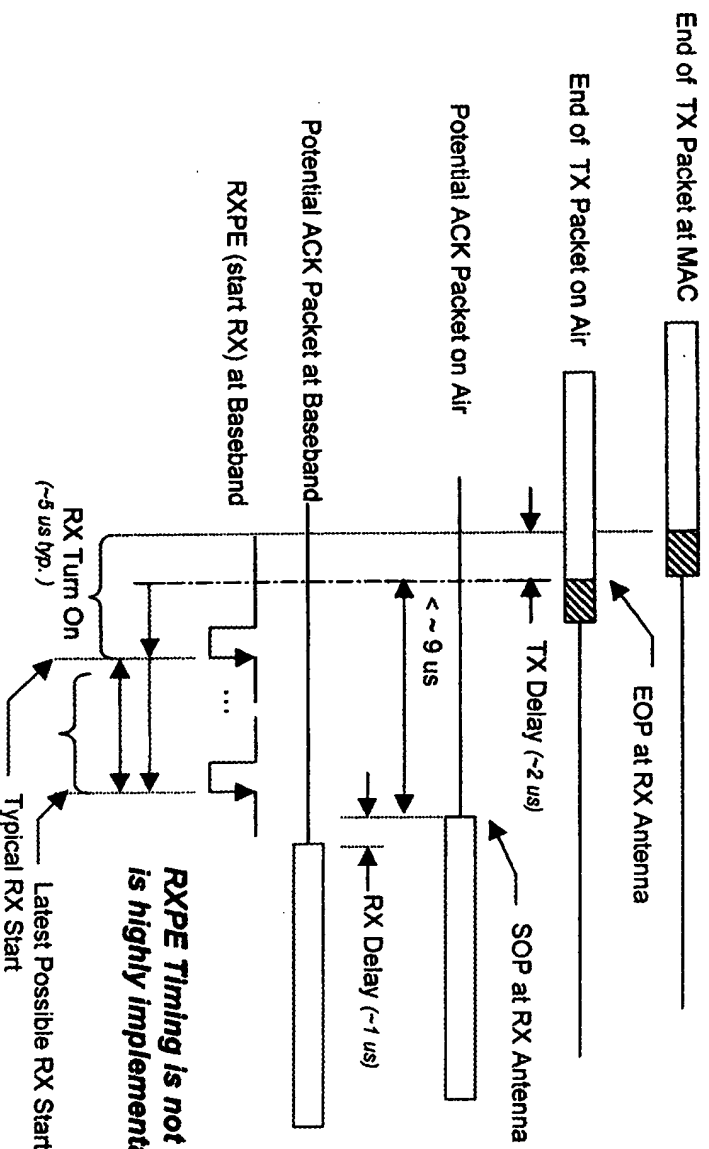 End of TX Packet at MAC
End of TX Packet on Air
EOP at RX Antenna
TX Delay (~2 us)
Potential ACK Packet on Air
< ~ 9 us
SOP at RX Antenna
Potential ACK Packet at Baseband
RX Delay (~1 us)
RXPE (start RX) at Baseband
...
RX Turn On
(~5 us typ. )
Latest Possible RX Start
Typical RX Start
RXPE Timing is not
is highly